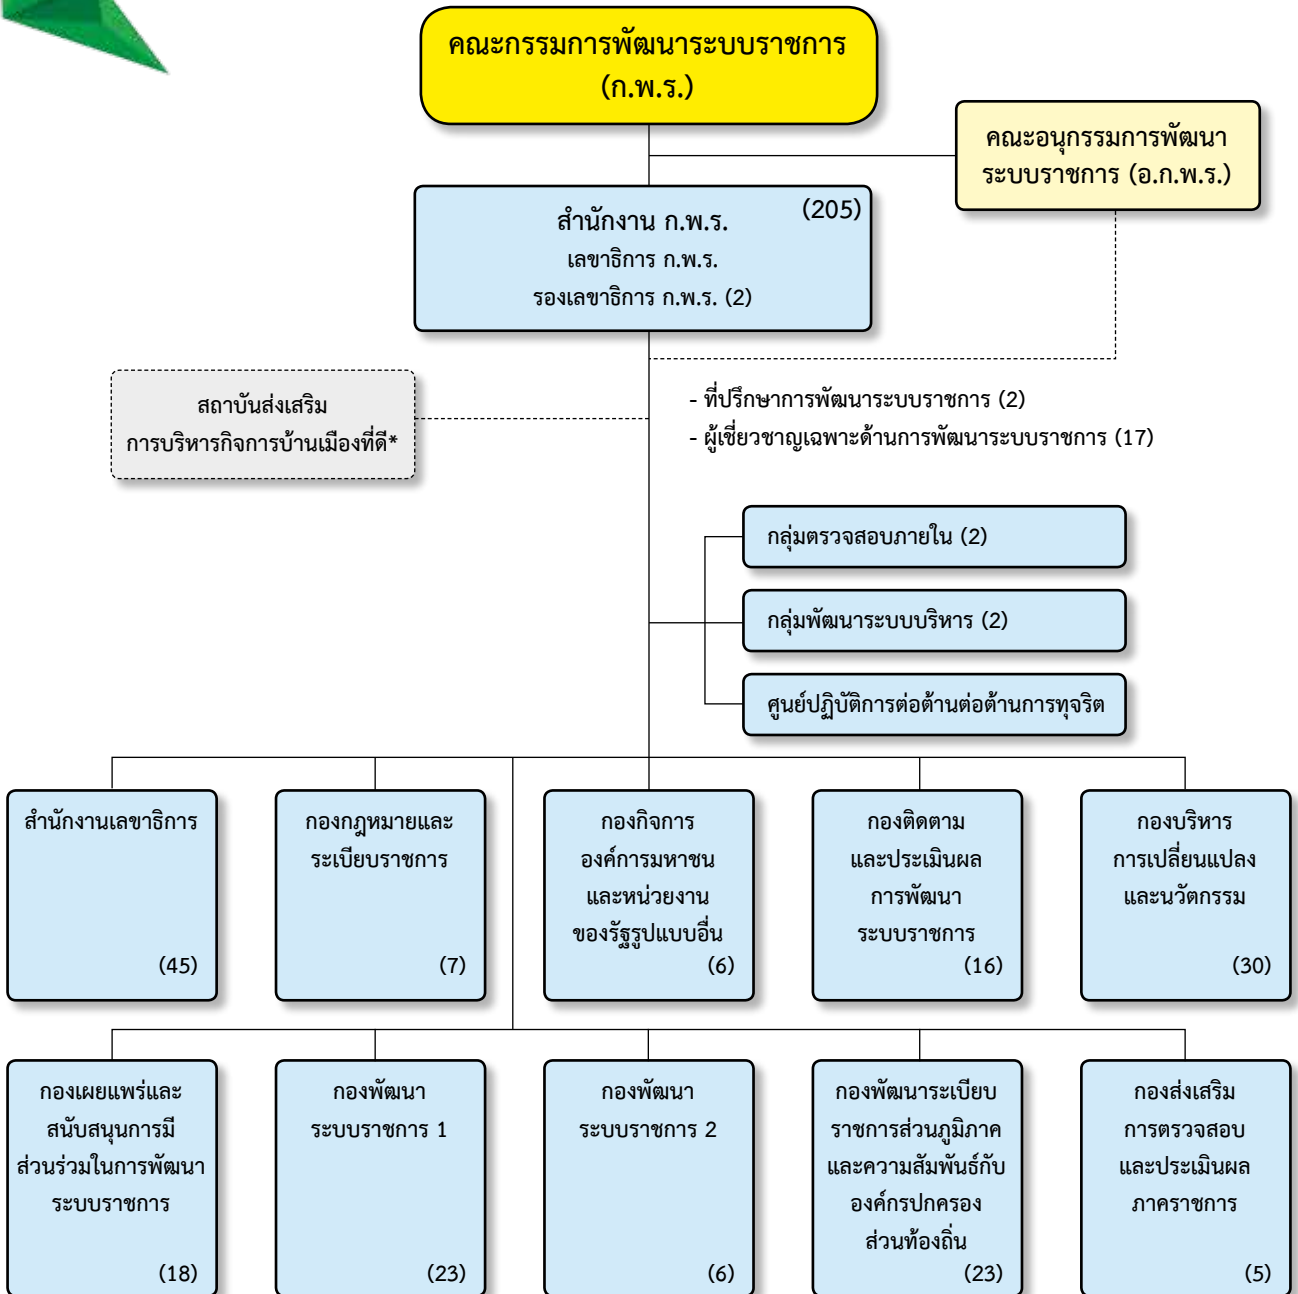 คณะกรรมการพัฒนาระบบราชการ
(ก.พ.ร.)
คณะอนุกรรมการพัฒนา
ระบบราชการ (อ.ก.พ.ร.)
สำนักงาน ก.พ.ร.
(205)
เลขาธิการ ก.พ.ร.
รองเลขาธิการ ก.พ.ร. (2)
สถาบันส่งเสริม
การบริหารกิจการบ้านเมืองที่ดี*
- ที่ปรึกษาการพัฒนาระบบราชการ (2)
- ผู้เชี่ยวชาญเฉพาะด้านการพัฒนาระบบราชการ (17)
กลุ่มตรวจสอบภายใน (2)
กลุ่มพัฒนาระบบบริหาร (2)
ศูนย์ปฏิบัติการต่อต้านต่อต้านการทุจริต
สำนักงานเลขาธิการ
(45)
กองกฎหมายและ
ระเบียบราชการ
(7)
กองกิจการ
องค์การมหาชน
และหน่วยงาน
ของรัฐรูปแบบอื่น
(6)
กองติดตาม
และประเมินผล
การพัฒนา
ระบบราชการ
(16)
กองบริหาร
การเปลี่ยนแปลง
และนวัตกรรม
(30)
กองเผยแพร่และ
สนับสนุนการมี
ส่วนร่วมในการพัฒนา
ระบบราชการ
(18)
กองพัฒนา
ระบบราชการ 1
(23)
กองพัฒนา
ระบบราชการ 2
(6)
กองพัฒนาระเบียบ
ราชการส่วนภูมิภาค
และความสัมพันธ์กับ
องค์กรปกครอง
ส่วนท้องถิ่น
(23)
กองส่งเสริม
การตรวจสอบ
และประเมินผล
ภาคราชการ
(5)